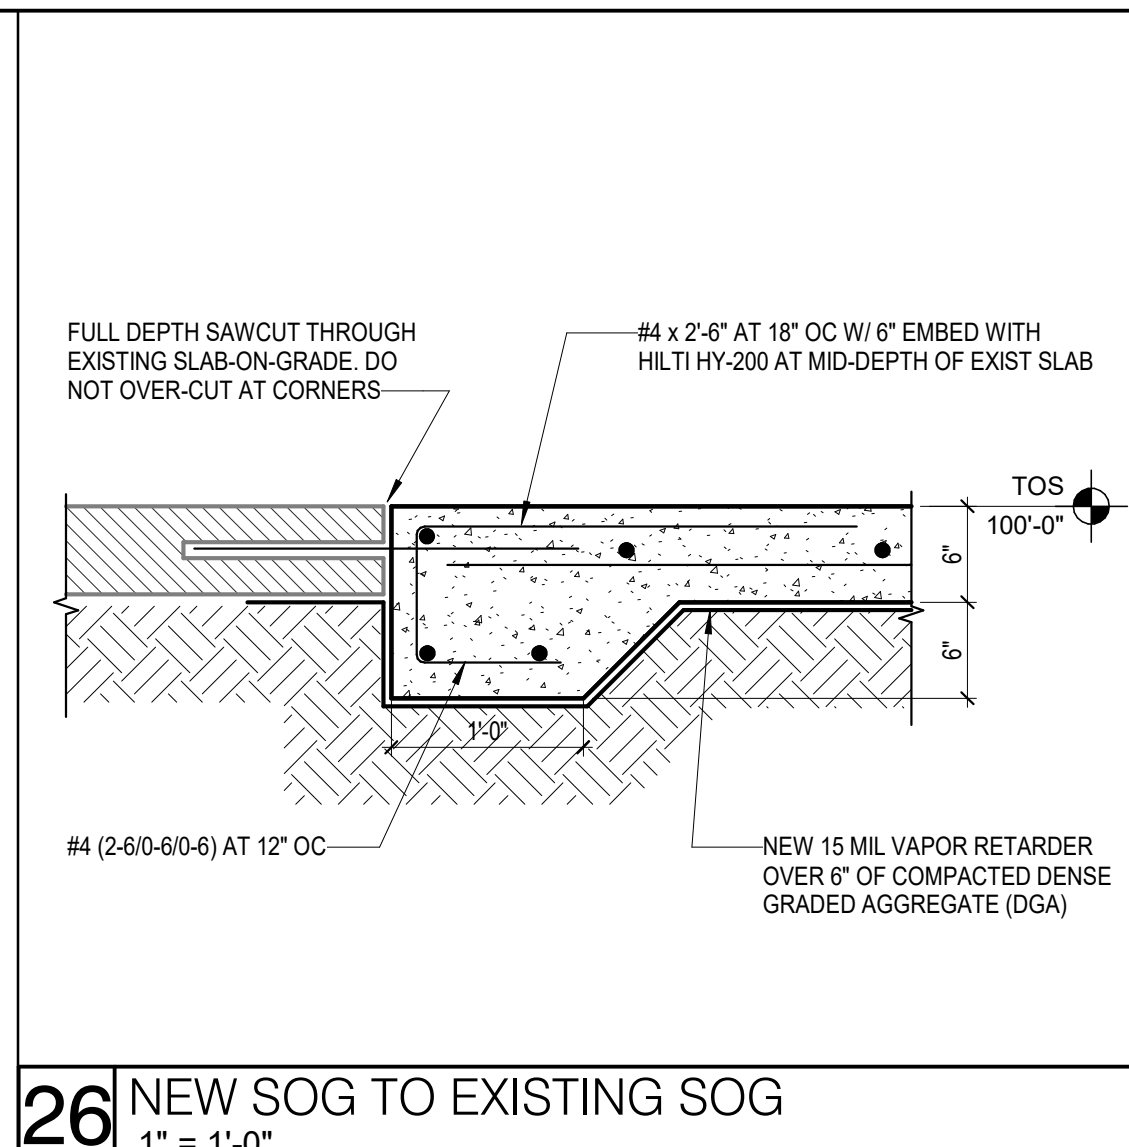 FULL DEPTH SAWCUT THROUGH
EXISTING SLAB-ON-GRADE. DO
NOT OVER-CUT AT CORNERS
#4 x 2'-6" AT 18" OC W/ 6" EMBED WITH
HILTI HY-200 AT MID-DEPTH OF EXIST SLAB
TOS
100'-0"
6"
6"
1'-0"
#4 (2-6/0-6/0-6) AT 12" OC
NEW 15 MIL VAPOR RETARDER
OVER 6" OF COMPACTED DENSE
GRADED AGGREGATE (DGA)
26
NEW SOG TO EXISTING SOG
1" = 1'-0"